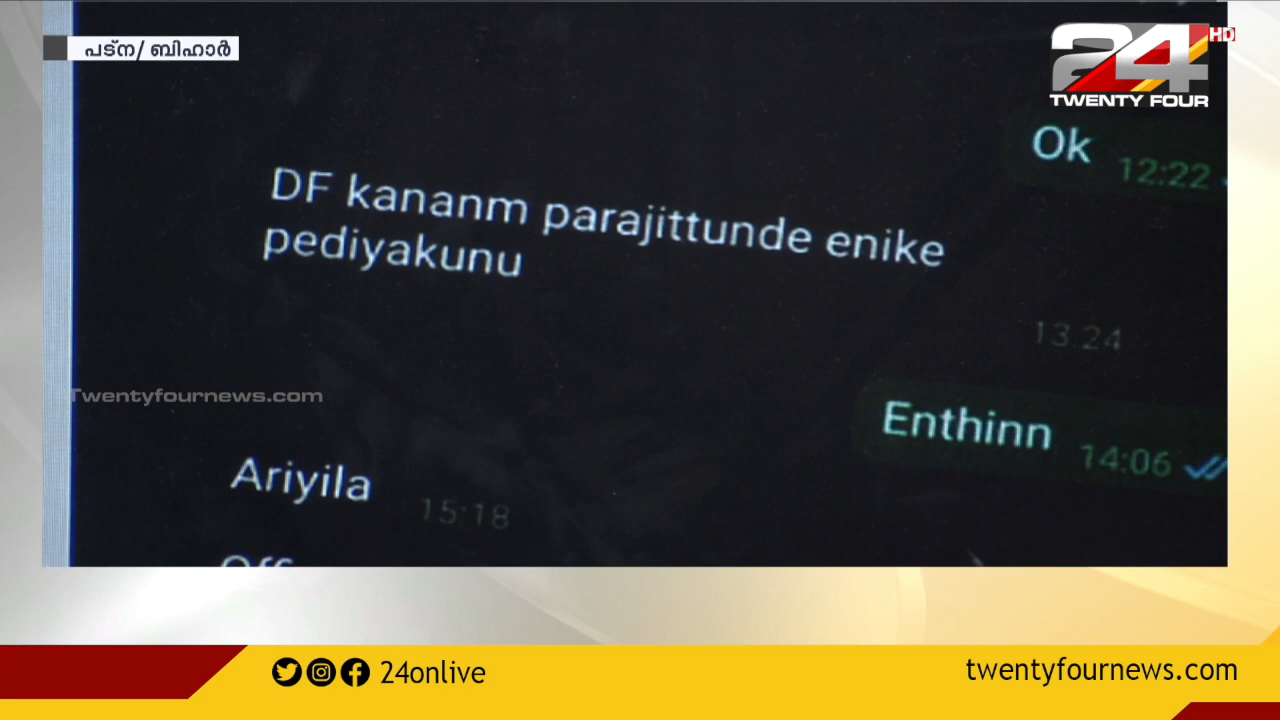 പട്ന/ ബിഹാർ
24 HD
TWENTY FOUR
Ok 12:22
DF kananm parajittunde enike
pediyakunu
13:24
Twentyfournews.com
Enthinn 14:06
Ariyila 15:18
24onlive
twentyfournews.com